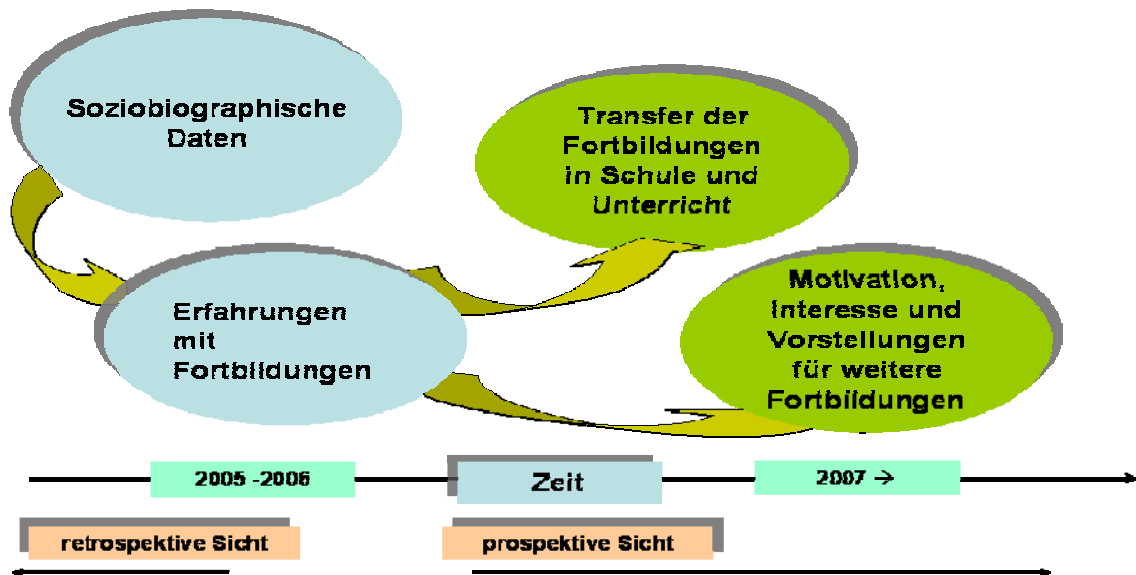 Soziobiographische
Daten
Transfer der
Fortbildungen
in Schule und
Unterricht
Erfahrungen
mit
Fortbildungen
Motivation,
Interesse und
Vorstellungen
für weitere
Fortbildungen
2005 -2006
Zeit
2007 →
retrospektive Sicht
prospektive Sicht